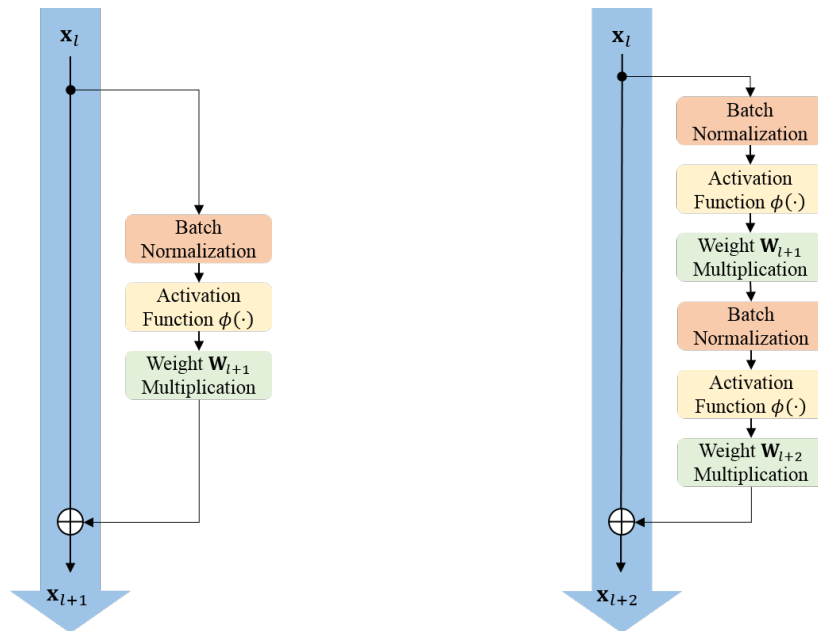 𝐱_l
Batch
Normalization
Activation
Function ϕ(·)
Weight 𝐖_{l+1}
Multiplication
𝐱_{l+1}
𝐱_l
Batch
Normalization
Activation
Function ϕ(·)
Weight 𝐖_{l+1}
Multiplication
Batch
Normalization
Activation
Function ϕ(·)
Weight 𝐖_{l+2}
Multiplication
𝐱_{l+2}